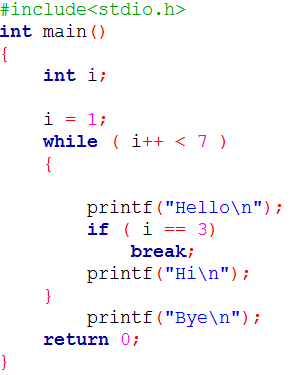 #include<stdio.h>
int main()
{
    int i;

    i = 1;
    while ( i++ < 7 )
    {

        printf("Hello\n");
        if ( i == 3)
            break;
        printf("Hi\n");
    }
        printf("Bye\n");
    return 0;
}